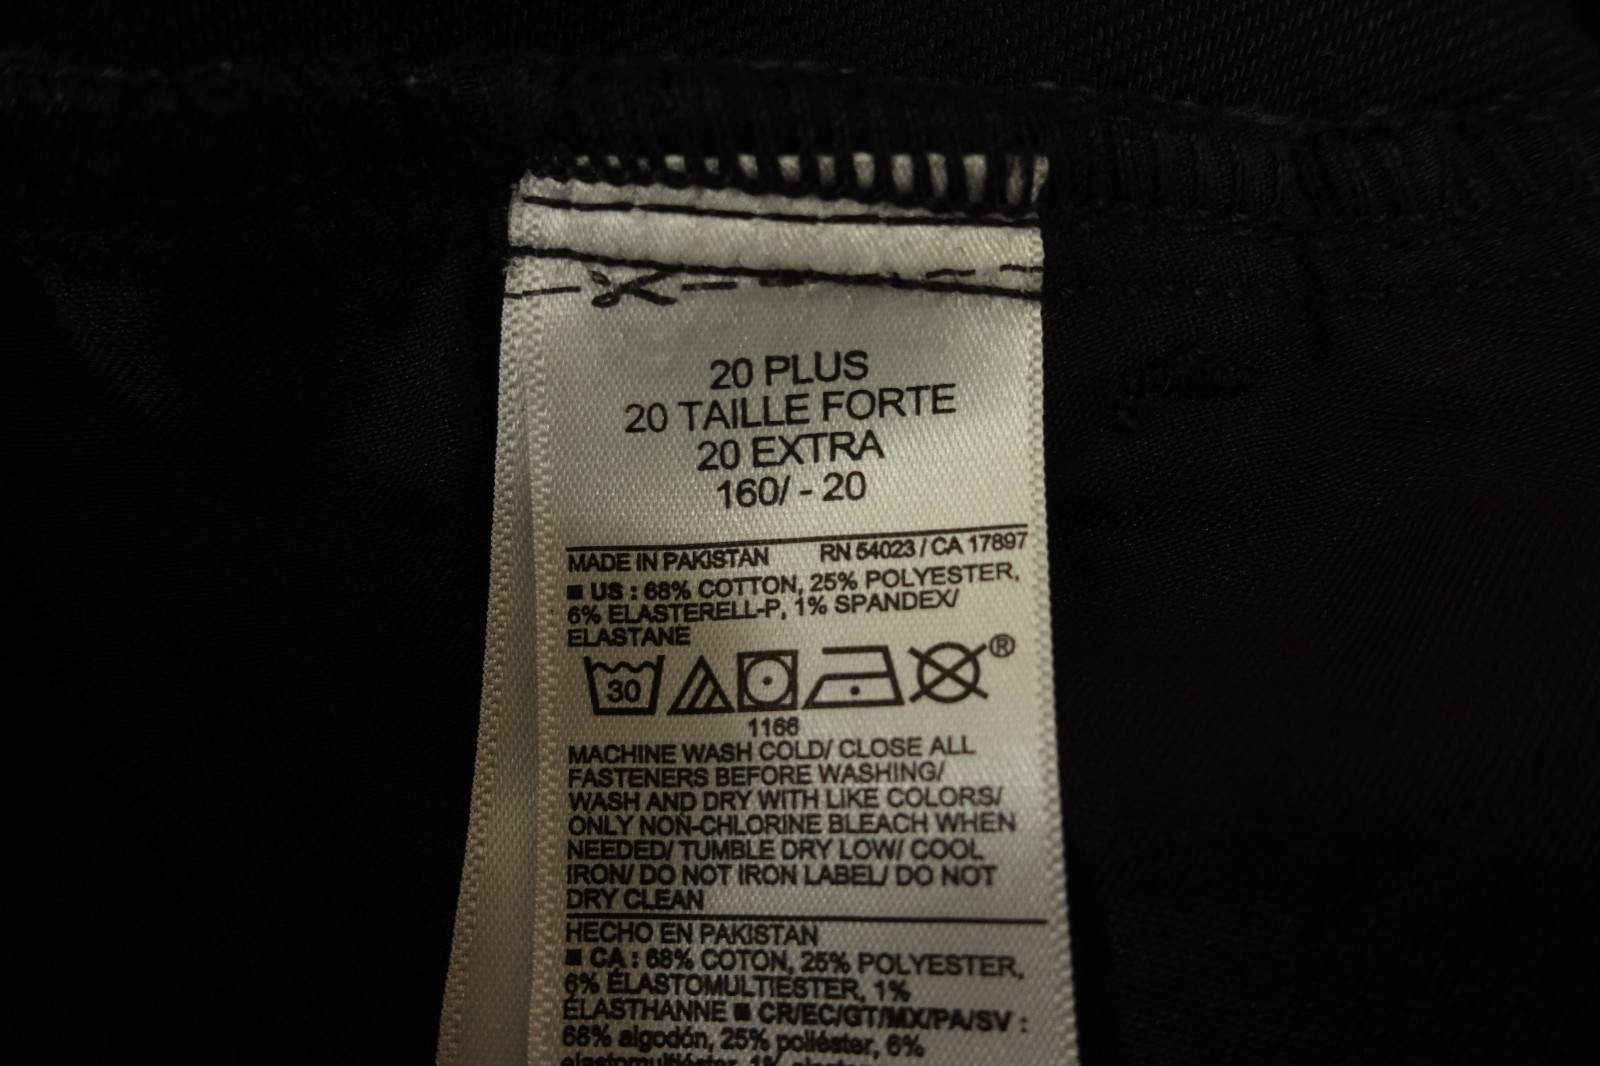 20 PLUS
20 TAILLE FORTE
20 EXTRA
160/ - 20
MADE IN PAKISTAN RN 54023 / CA 17897
■ US : 68% COTTON, 25% POLYESTER,
6% ELASTERELL-P, 1% SPANDEX/
ELASTANE
30 ®
1166
MACHINE WASH COLD/ CLOSE ALL
FASTENERS BEFORE WASHING/
WASH AND DRY WITH LIKE COLORS/
ONLY NON-CHLORINE BLEACH WHEN
NEEDED/ TUMBLE DRY LOW/ COOL
IRON/ DO NOT IRON LABEL/ DO NOT
DRY CLEAN
HECHO EN PAKISTAN
■ CA : 68% COTON, 25% POLYESTER,
6% ÉLASTOMULTIESTER, 1%
ÉLASTHANNE ■ CR/EC/GT/MX/PA/SV :
68% algodón, 25% poliéster, 6%